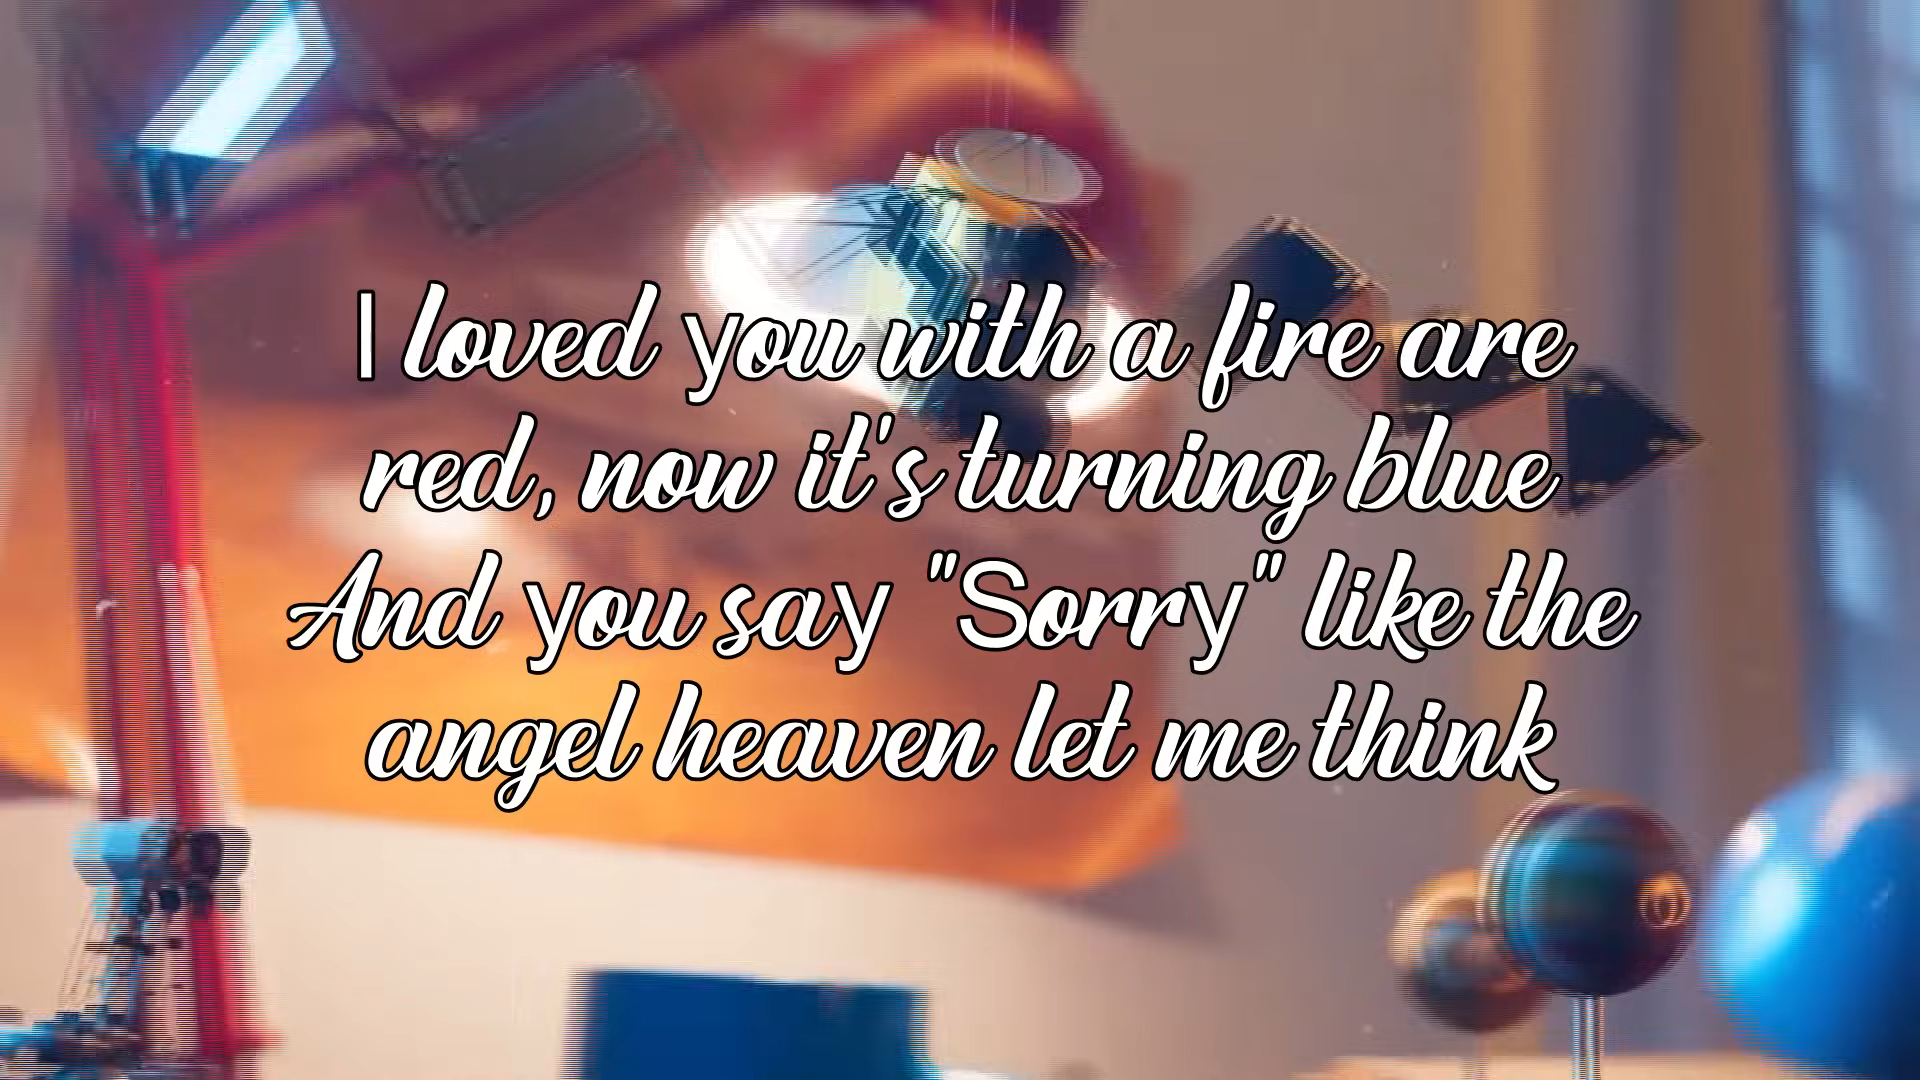 I loved you with a fire are
red, now it's turning blue
And you say "Sorry" like the
angel heaven let me think